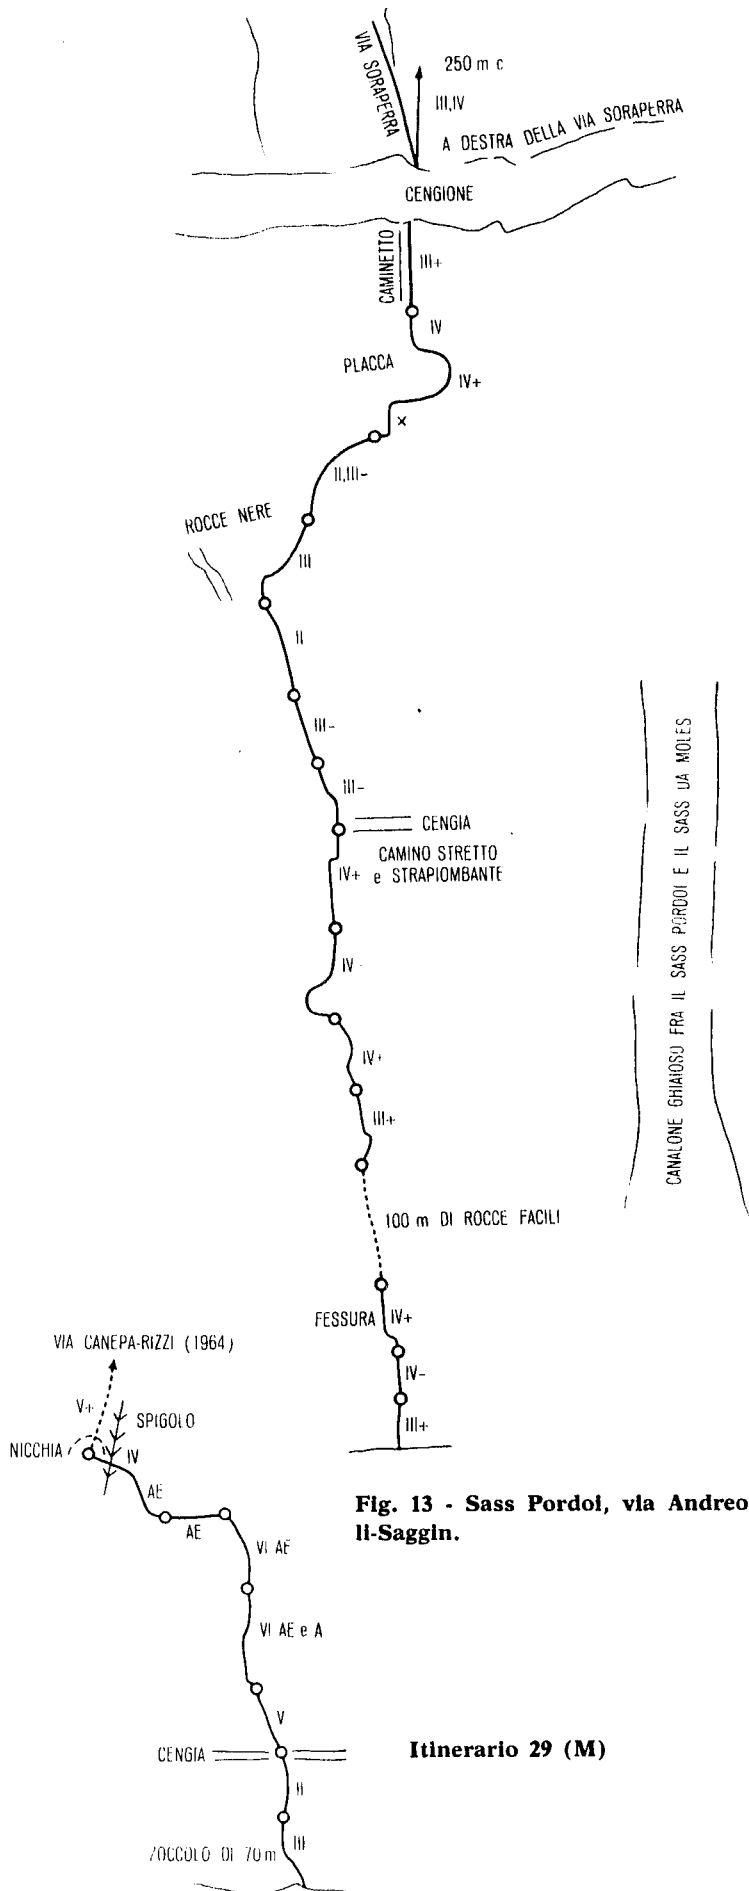 VIA SORAPERRA
250 m c
III,IV
A DESTRA DELLA VIA SORAPERRA
CENGIONE
CAMINETTO
III+
IV
PLACCA
IV+
x
II,III-
ROCCE NERE
III
II
III-
III-
CENGIA
CAMINO STRETTO
IV+ e STRAPIOMBANTE
IV
IV+
III+
100 m DI ROCCE FACILI
CANALONE GHIAIOSO FRA IL SASS PORDOI E IL SASS DA MOLES
FESSURA IV+
IV-
III+
VIA CANEPA-RIZZI (1964)
V+
SPIGOLO
NICCHIA
IV
AE
AE
VI AE
VI AE e A
V
CENGIA
II
III
ZOCCOLO DI 70 m
Fig. 13 - Sass Pordoi, via Andreo
li-Saggin.
Itinerario 29 (M)